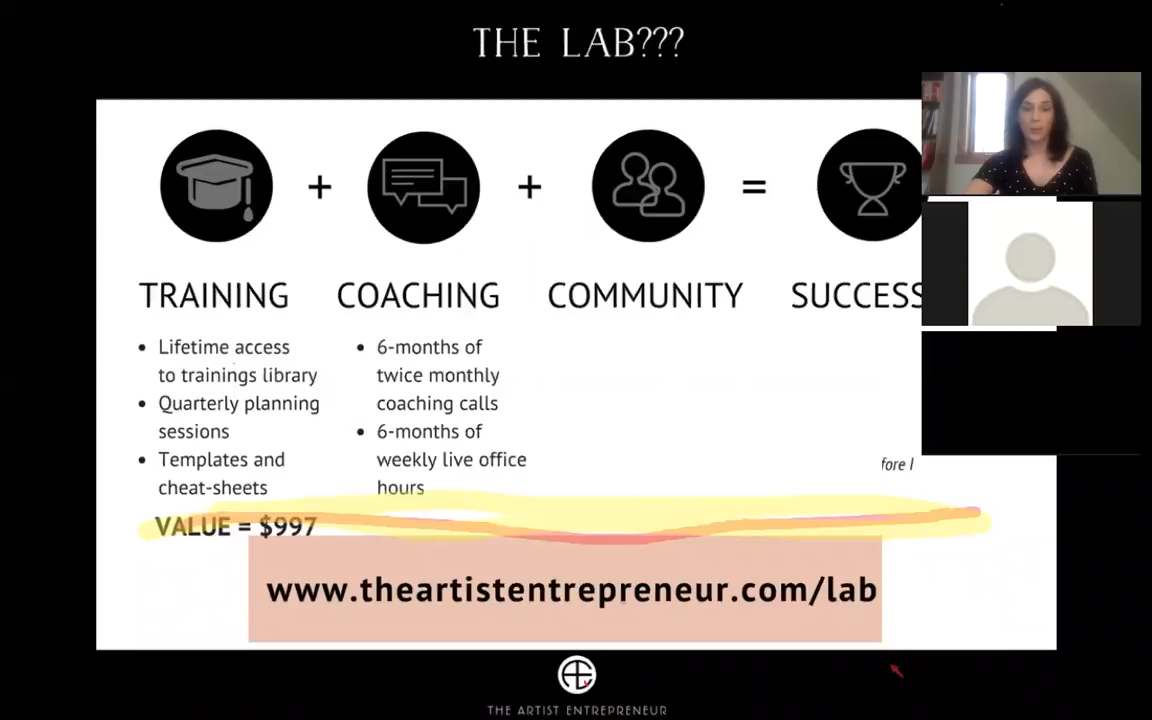 THE LAB???
TRAINING
COACHING
COMMUNITY
SUCCESS
+
+
=
• Lifetime access
to trainings library
• Quarterly planning
sessions
• Templates and
cheat-sheets
VALUE = $997
• 6-months of
twice monthly
coaching calls
• 6-months of
weekly live office
hours
fore I
www.theartistentrepreneur.com/lab
THE ARTIST ENTREPRENEUR